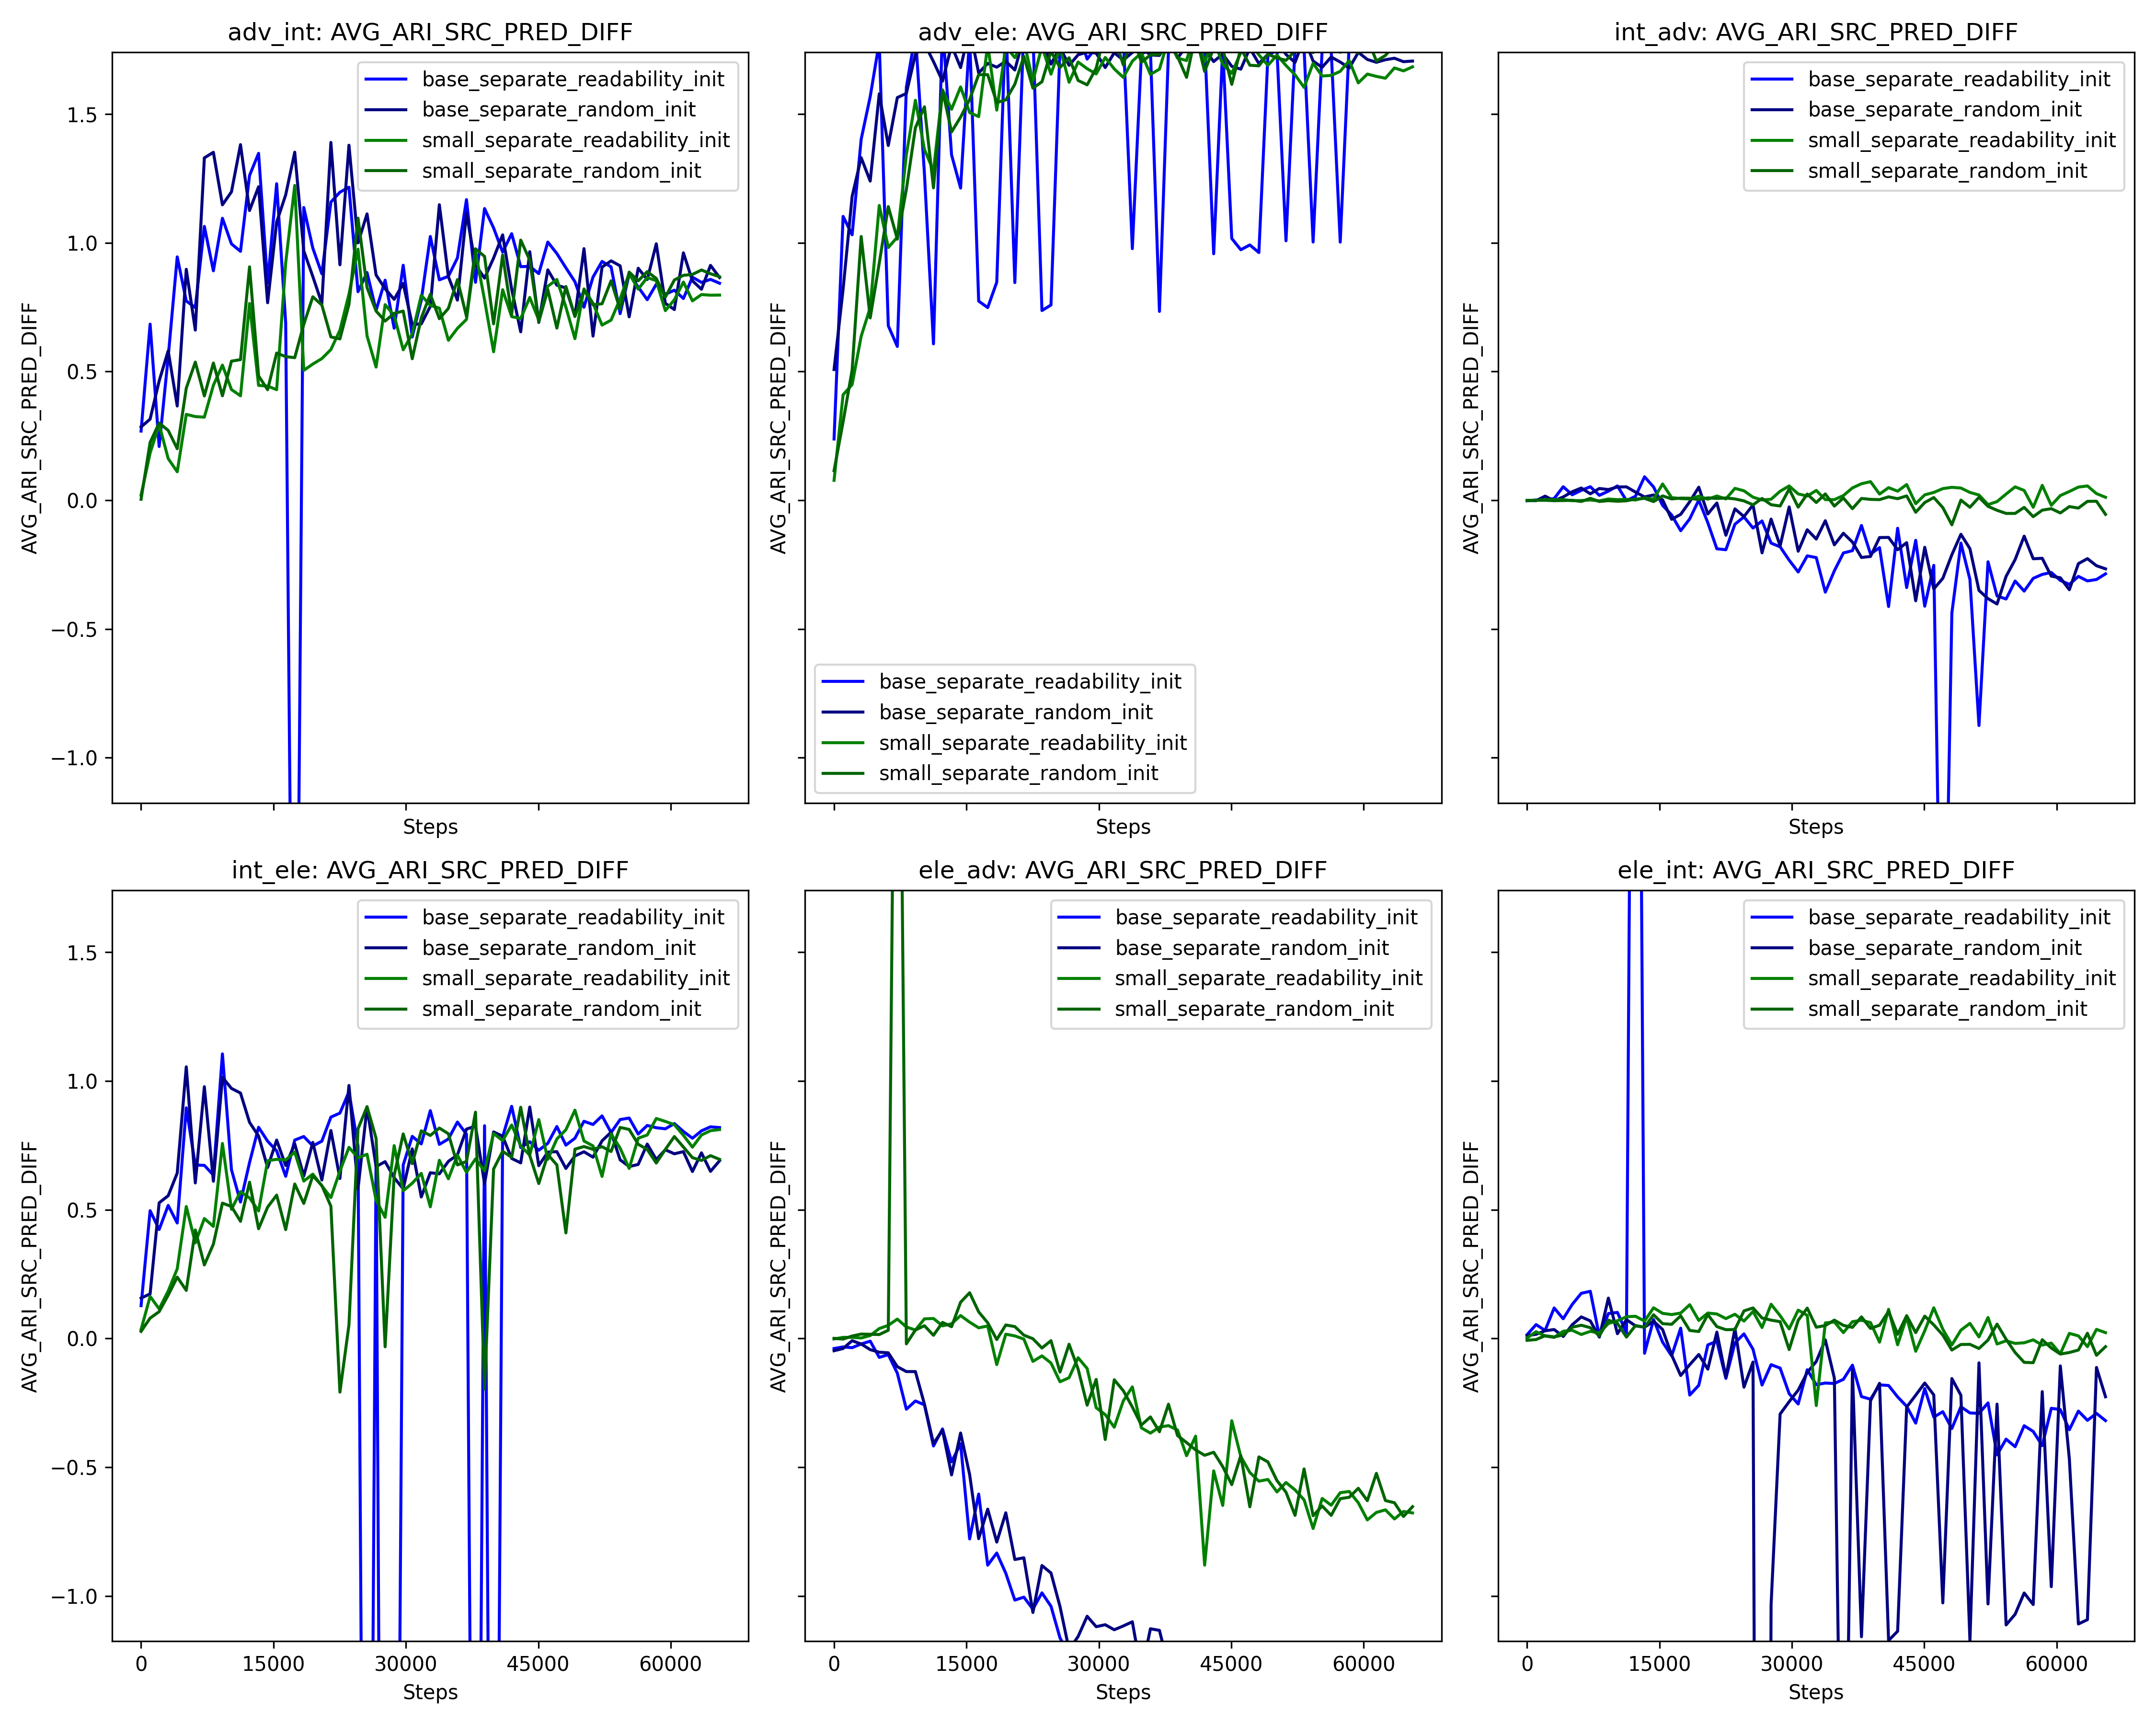 adv_int: AVG_ARI_SRC_PRED_DIFF
AVG_ARI_SRC_PRED_DIFF
1.5
1.0
0.5
0.0
−0.5
−1.0
base_separate_readability_init
base_separate_random_init
small_separate_readability_init
small_separate_random_init
Steps
adv_ele: AVG_ARI_SRC_PRED_DIFF
AVG_ARI_SRC_PRED_DIFF
base_separate_readability_init
base_separate_random_init
small_separate_readability_init
small_separate_random_init
Steps
int_adv: AVG_ARI_SRC_PRED_DIFF
AVG_ARI_SRC_PRED_DIFF
base_separate_readability_init
base_separate_random_init
small_separate_readability_init
small_separate_random_init
Steps
int_ele: AVG_ARI_SRC_PRED_DIFF
AVG_ARI_SRC_PRED_DIFF
1.5
1.0
0.5
0.0
−0.5
−1.0
base_separate_readability_init
base_separate_random_init
small_separate_readability_init
small_separate_random_init
0 15000 30000 45000 60000
Steps
ele_adv: AVG_ARI_SRC_PRED_DIFF
AVG_ARI_SRC_PRED_DIFF
base_separate_readability_init
base_separate_random_init
small_separate_readability_init
small_separate_random_init
0 15000 30000 45000 60000
Steps
ele_int: AVG_ARI_SRC_PRED_DIFF
AVG_ARI_SRC_PRED_DIFF
base_separate_readability_init
base_separate_random_init
small_separate_readability_init
small_separate_random_init
0 15000 30000 45000 60000
Steps